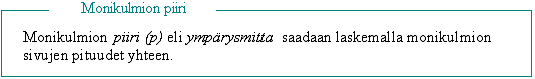 Monikulmion piiri
Monikulmion piiri (p) eli ympärysmitta saadaan laskemalla monikulmion
sivujen pituudet yhteen.